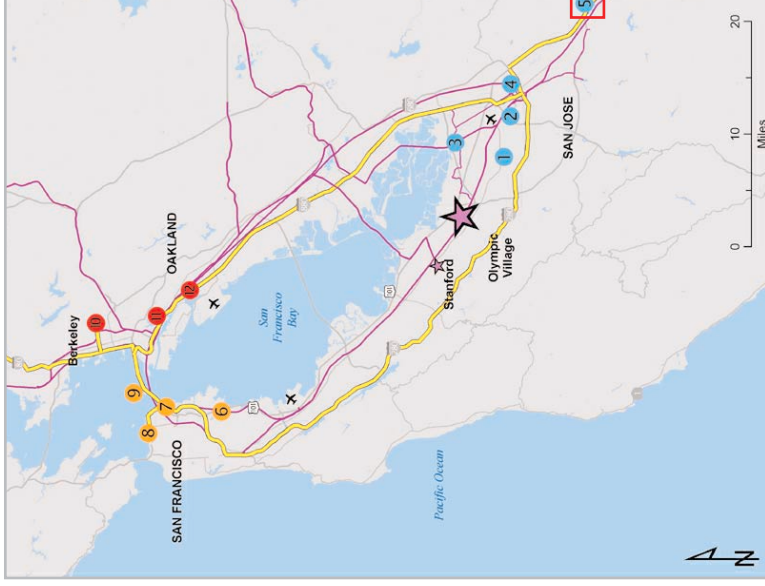 Berkeley
10
OAKLAND
11
12
9
7
8
6
SAN FRANCISCO
101
San
Francisco
Bay
101
Stanford
Olympic
Village
Pacific Ocean
3
1
2
4
5
SAN JOSE
0
10
20
Miles
N